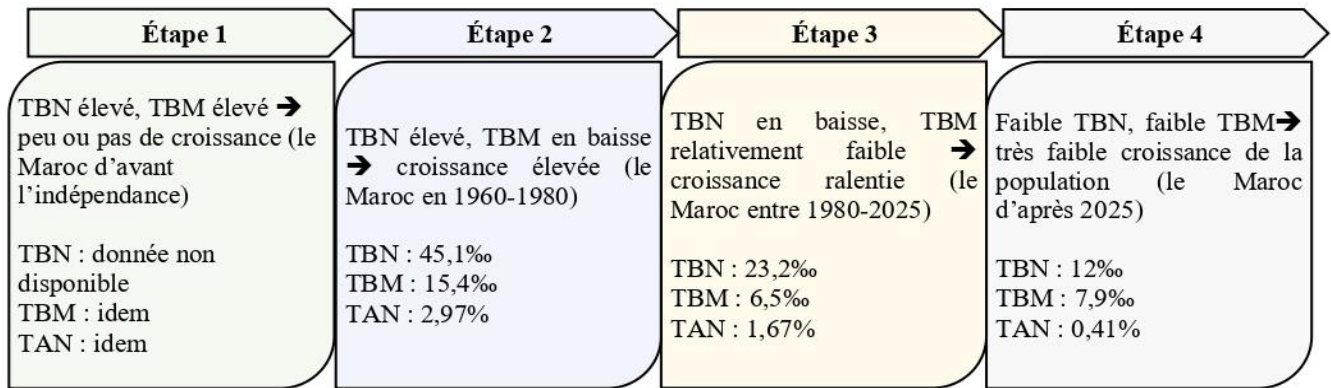 Étape 1
Étape 2
Étape 3
Étape 4
TBN élevé, TBM élevé ➔
peu ou pas de croissance (le
Maroc d’avant
l’indépendance)
TBN : donnée non
disponible
TBM : idem
TAN : idem
TBN élevé, TBM en baisse
➔ croissance élevée (le
Maroc en 1960-1980)
TBN : 45,1‰
TBM : 15,4‰
TAN : 2,97%
TBN en baisse, TBM
relativement faible ➔
croissance ralentie (le
Maroc entre 1980-2025)
TBN : 23,2‰
TBM : 6,5‰
TAN : 1,67%
Faible TBN, faible TBM➔
très faible croissance de la
population (le Maroc
d’après 2025)
TBN : 12‰
TBM : 7,9‰
TAN : 0,41%